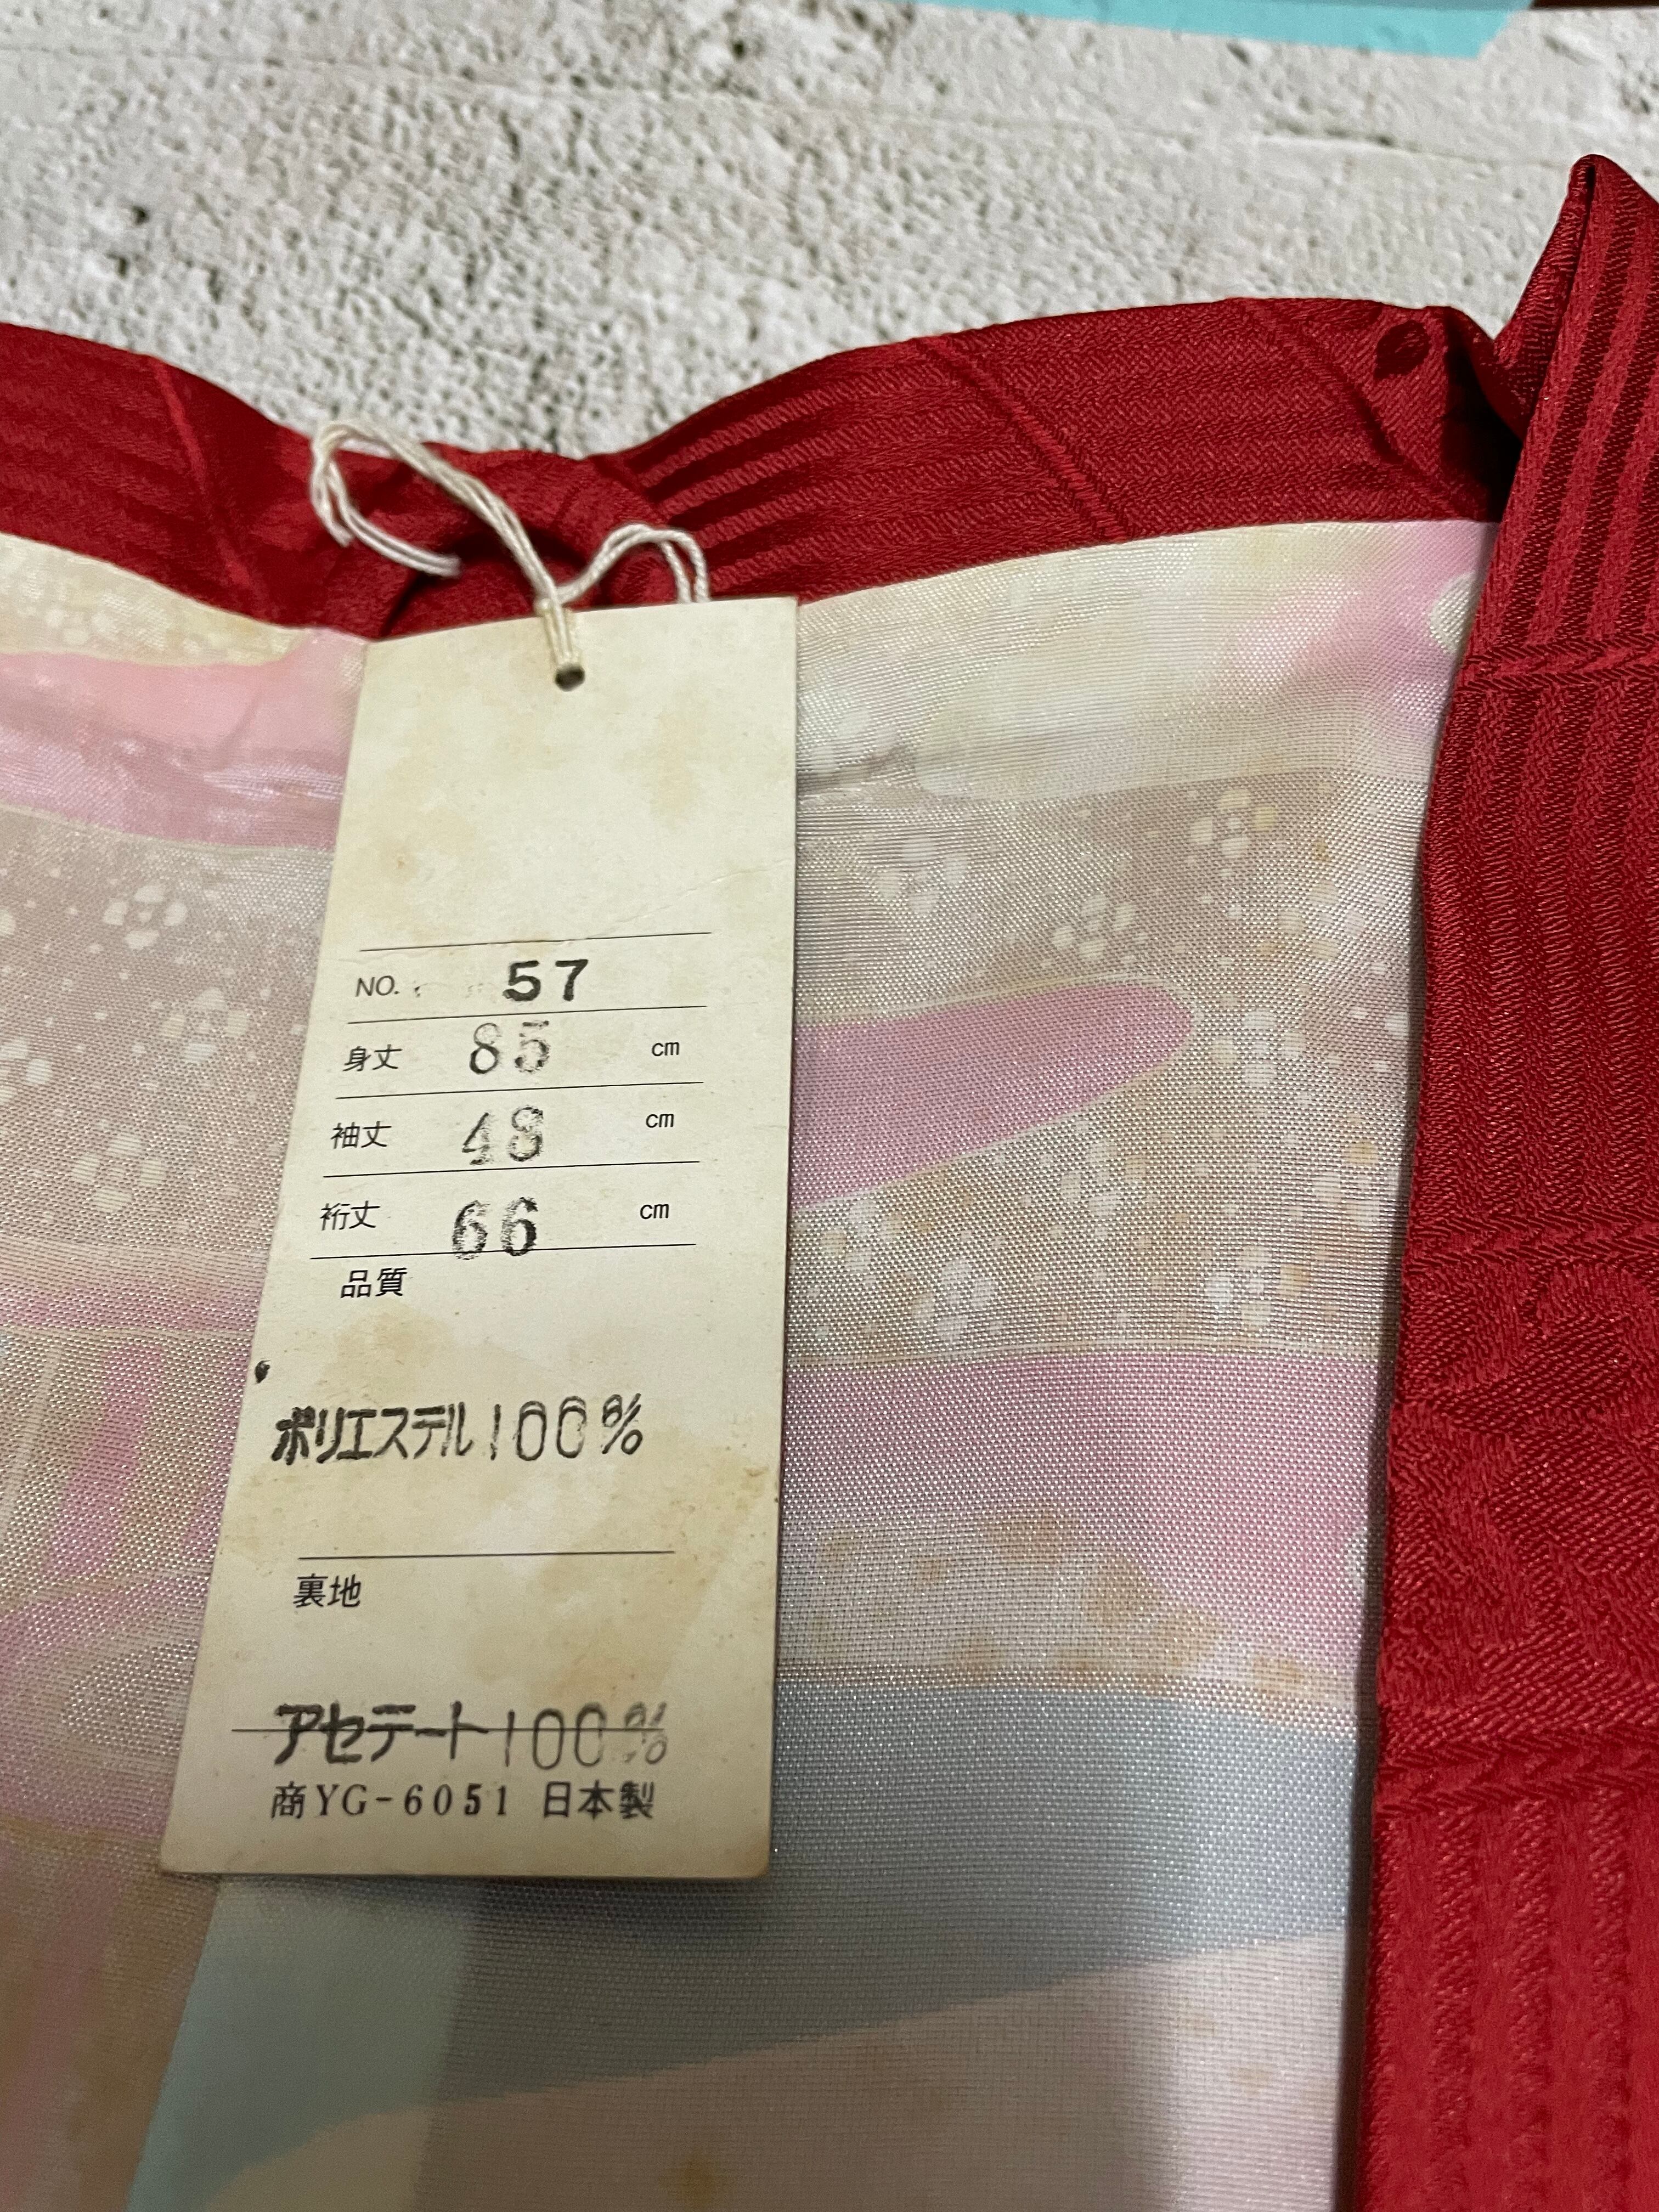 NO. 57
身丈 85 cm
袖丈 48 cm
裄丈 66 cm
品質
ポリエステル100%
裏地
アセテート100%
商YG-6051 日本製